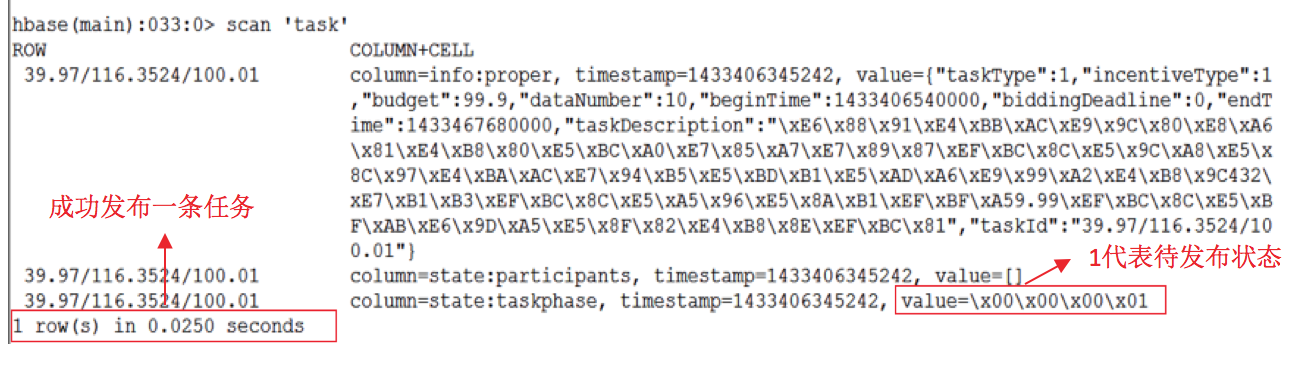 hbase(main):033:0> scan 'task'
ROW COLUMN+CELL
39.97/116.3524/100.01 column=info:proper, timestamp=1433406345242, value={"taskType":1,"incentiveType":1
,"budget":99.9,"dataNumber":10,"beginTime":1433406540000,"biddingDeadline":0,"endT
ime":1433467680000,"taskDescription":"\xE6\x88\x91\xE4\xBB\xAC\xE9\x9C\x80\xE8\xA6
\x81\xE4\xB8\x80\xE5\xBC\xA0\xE7\x85\xA7\xE7\x89\x87\xEF\xBC\x8C\xE5\x9C\xA8\xE5\x
8C\x97\xE4\xBA\xAC\xE7\x94\xB5\xE5\xBD\xB1\xE5\xAD\xA6\xE9\x99\xA2\xE4\xB8\x9C432\
xE7\xB1\xB3\xEF\xBC\x8C\xE5\xA5\x96\xE5\x8A\xB1\xEF\xBF\xA59.99\xEF\xBC\x8C\xE5\xB
F\xAB\xE6\x9D\xA5\xE5\x8F\x82\xE4\xB8\x8E\xEF\xBC\x81","taskId":"39.97/116.3524/10
0.01"}
成功发布一条任务
39.97/116.3524/100.01 column=state:participants, timestamp=1433406345242, value=[]
1代表待发布状态
39.97/116.3524/100.01 column=state:taskphase, timestamp=1433406345242, value=\x00\x00\x00\x01
1 row(s) in 0.0250 seconds